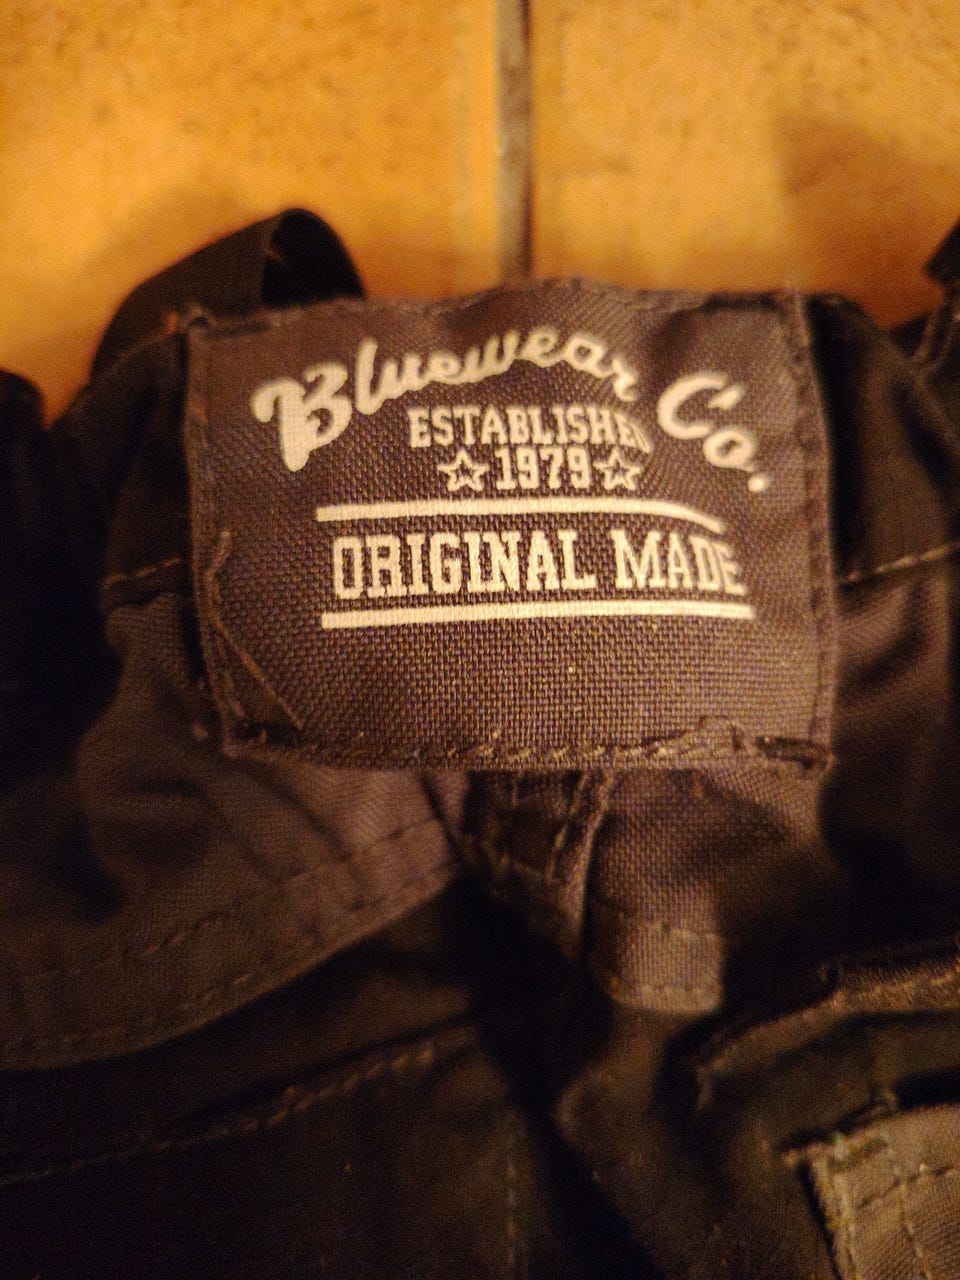 Bluewear Co.
ESTABLISHED
☆1979☆
ORIGINAL MADE